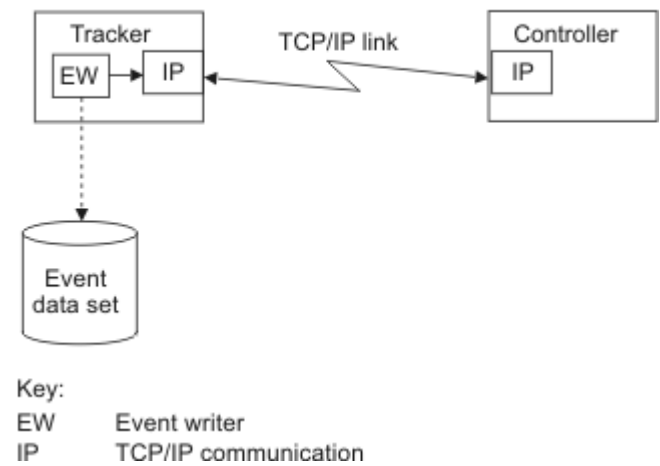 Tracker
EW
IP
TCP/IP link
Controller
IP
Event
data set
Key:
EW Event writer
IP TCP/IP communication